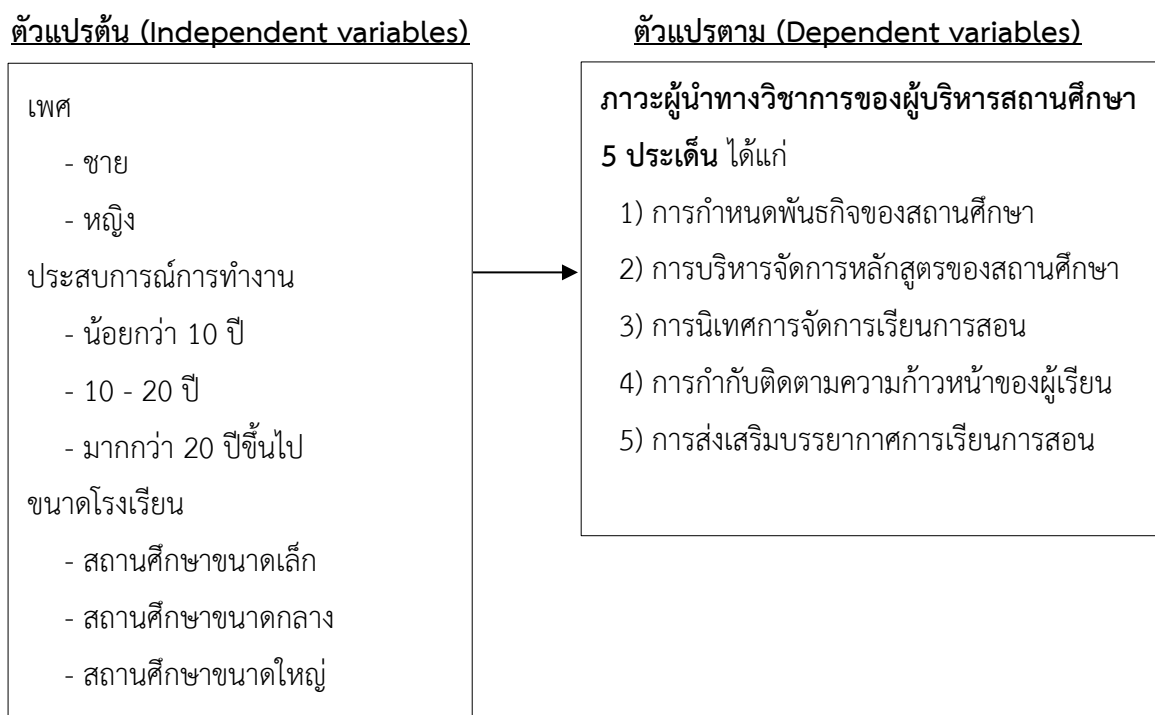 ตัวแปรต้น (Independent variables)
เพศ
- ชาย
- หญิง
ประสบการณ์การทำงาน
- น้อยกว่า 10 ปี
- 10 - 20 ปี
- มากกว่า 20 ปีขึ้นไป
ขนาดโรงเรียน
- สถานศึกษาขนาดเล็ก
- สถานศึกษาขนาดกลาง
- สถานศึกษาขนาดใหญ่
ตัวแปรตาม (Dependent variables)
ภาวะผู้นำทางวิชาการของผู้บริหารสถานศึกษา
5 ประเด็น ได้แก่
1) การกำหนดพันธกิจของสถานศึกษา
2) การบริหารจัดการหลักสูตรของสถานศึกษา
3) การนิเทศการจัดการเรียนการสอน
4) การกำกับติดตามความก้าวหน้าของผู้เรียน
5) การส่งเสริมบรรยากาศการเรียนการสอน